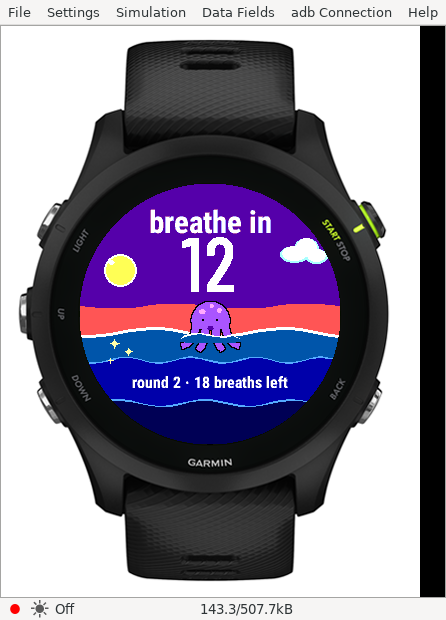 File Settings Simulation Data Fields adb Connection Help
LIGHT
START STOP
breathe in
12
UP
round 2 · 18 breaths left
DOWN
BACK
GARMIN
Off 143.3/507.7kB